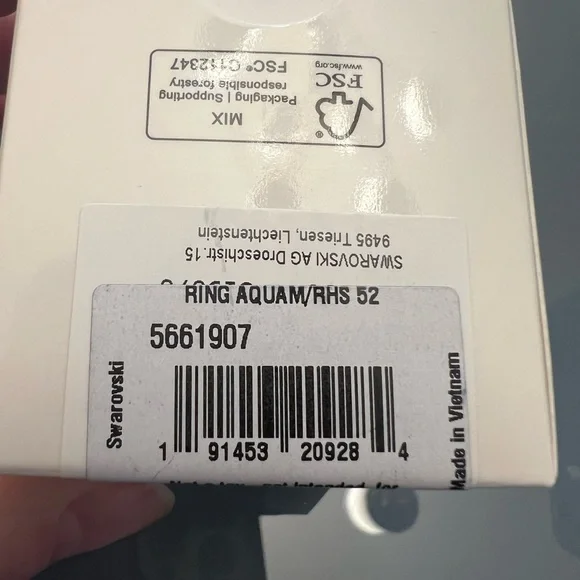 MIX
Packaging | Supporting
responsible forestry
FSC
www.fsc.org
FSC® C112347
SWAROVSKI AG Droeschistr.15
9495 Triesen, Liechtenstein
RING AQUAM/RHS 52
5661907
Swarovski
1 91453 20928 4
Made in Vietnam